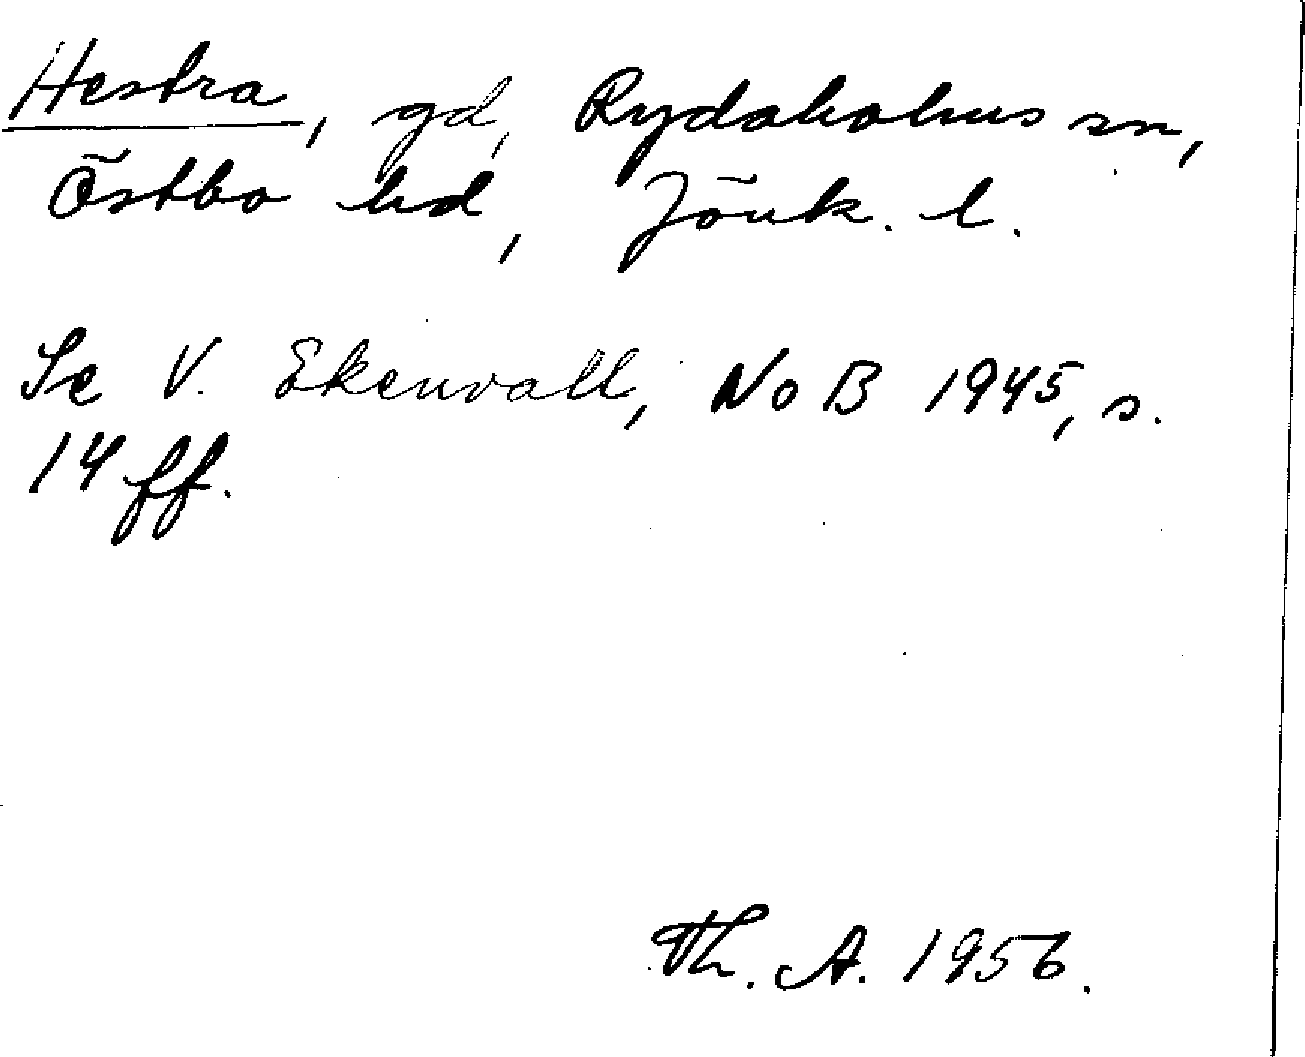 Hestra, gd, Rydaholms sn,
Östbo hd, Jönk. l.
Se V. Ekenvall, NoB 1945, s.
14 ff.
Th. A. 1956.